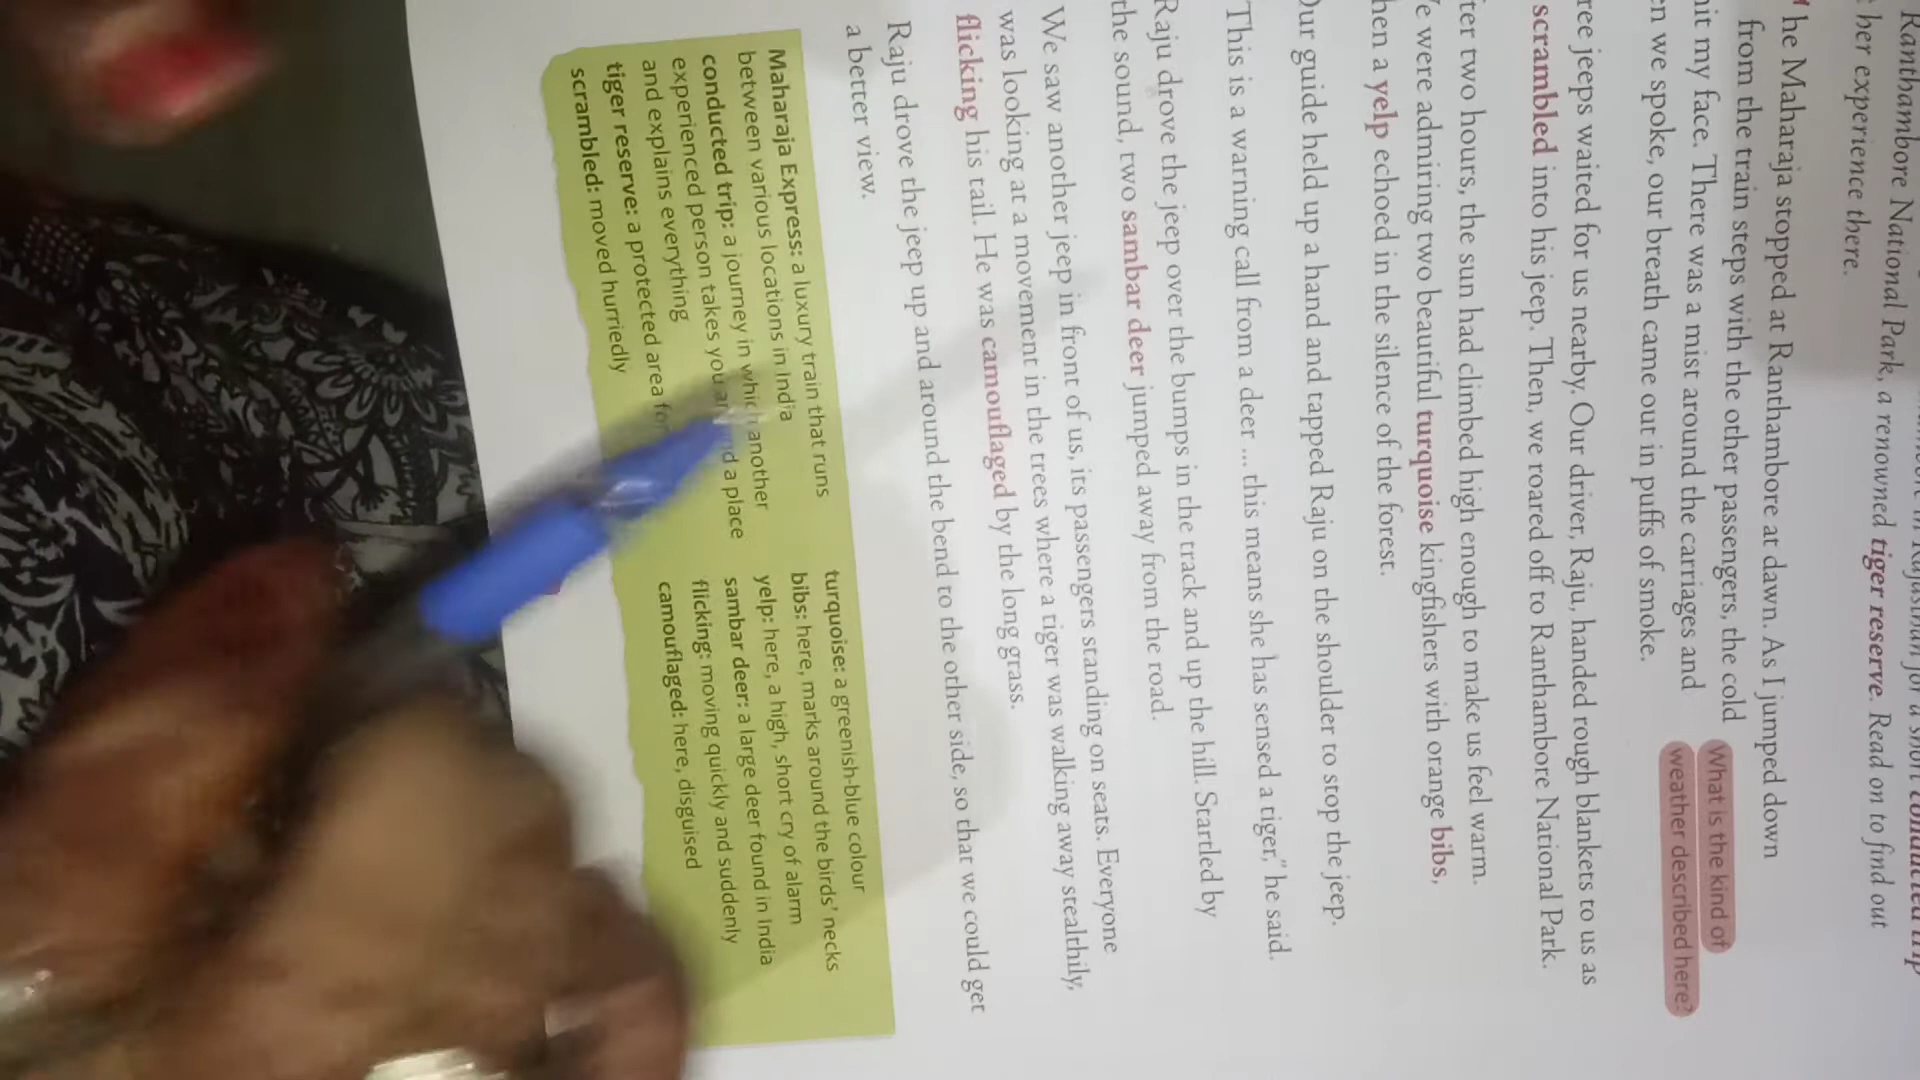 Rajasthan for a short conducted trip
Ranthambore National Park, a renowned tiger reserve. Read on to find out
her experience there.
he Maharaja stopped at Ranthambore at dawn. As I jumped down
from the train steps with the other passengers, the cold
hit my face. There was a mist around the carriages and
en we spoke, our breath came out in puffs of smoke.
What is the kind of
weather described here?
ree jeeps waited for us nearby. Our driver, Raju, handed rough blankets to us as
scrambled into his jeep. Then, we roared off to Ranthambore National Park.
ter two hours, the sun had climbed high enough to make us feel warm.
e were admiring two beautiful turquoise kingfishers with orange bibs,
hen a yelp echoed in the silence of the forest.
Our guide held up a hand and tapped Raju on the shoulder to stop the jeep.
This is a warning call from a deer ... this means she has sensed a tiger," he said.
Raju drove the jeep over the bumps in the track and up the hill. Startled by
the sound, two sambar deer jumped away from the road.
We saw another jeep in front of us, its passengers standing on seats. Everyone
was looking at a movement in the trees where a tiger was walking away stealthily,
flicking his tail. He was camouflaged by the long grass.
Raju drove the jeep up and around the bend to the other side, so that we could get
a better view.
Maharaja Express: a luxury train that runs
between various locations in India
conducted trip: a journey in which another
experienced person takes you a place
and explains everything
tiger reserve: a protected area for
scrambled: moved hurriedly
turquoise: a greenish-blue colour
bibs: here, marks around the birds' necks
yelp: here, a high, short cry of alarm
sambar deer: a large deer found in India
flicking: moving quickly and suddenly
camouflaged: here, disguised